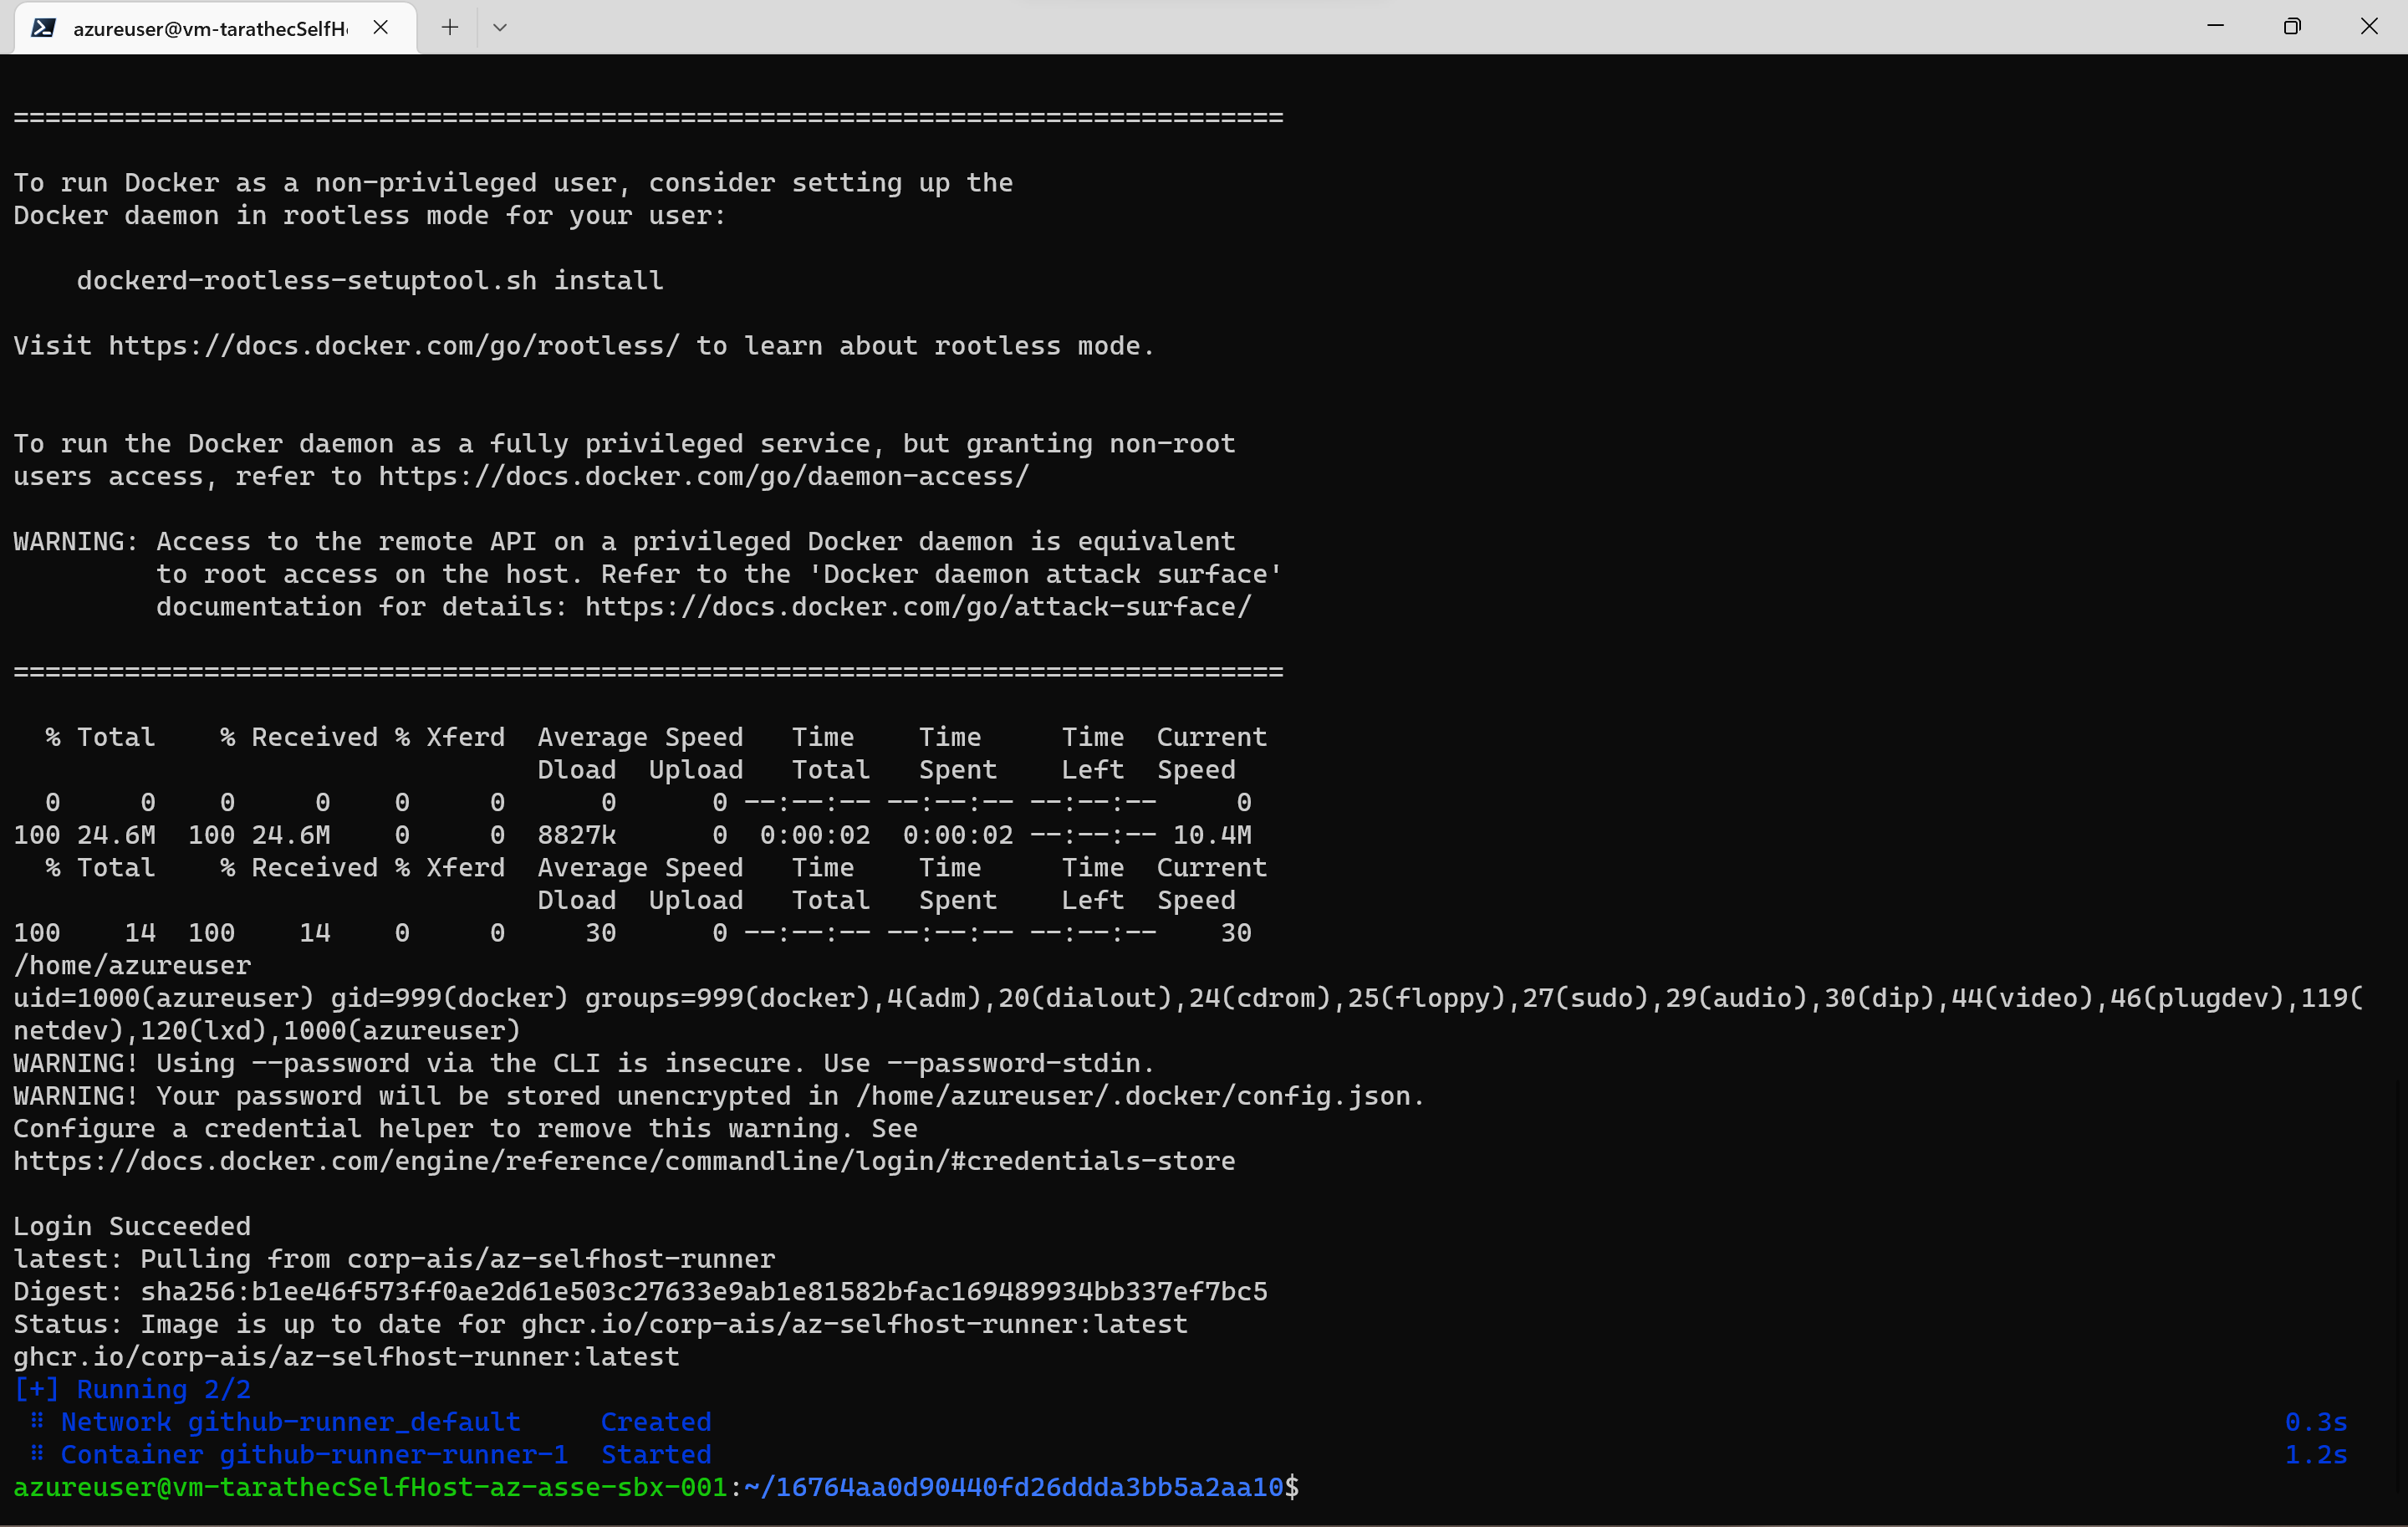 azureuser@vm-tarathecSelfH
================================================================================
To run Docker as a non-privileged user, consider setting up the
Docker daemon in rootless mode for your user:
dockerd-rootless-setuptool.sh install
Visit https://docs.docker.com/go/rootless/ to learn about rootless mode.
To run the Docker daemon as a fully privileged service, but granting non-root
users access, refer to https://docs.docker.com/go/daemon-access/
WARNING: Access to the remote API on a privileged Docker daemon is equivalent
to root access on the host. Refer to the 'Docker daemon attack surface'
documentation for details: https://docs.docker.com/go/attack-surface/
================================================================================
% Total    % Received % Xferd  Average Speed   Time    Time     Time  Current
Dload  Upload   Total   Spent    Left  Speed
0     0    0     0    0     0      0      0 --:--:-- --:--:-- --:--:--     0
100 24.6M  100 24.6M    0     0  8827k      0  0:00:02  0:00:02 --:--:-- 10.4M
% Total    % Received % Xferd  Average Speed   Time    Time     Time  Current
Dload  Upload   Total   Spent    Left  Speed
100    14  100    14    0     0     30      0 --:--:-- --:--:-- --:--:--    30
/home/azureuser
uid=1000(azureuser) gid=999(docker) groups=999(docker),4(adm),20(dialout),24(cdrom),25(floppy),27(sudo),29(audio),30(dip),44(video),46(plugdev),119(
netdev),120(lxd),1000(azureuser)
WARNING! Using --password via the CLI is insecure. Use --password-stdin.
WARNING! Your password will be stored unencrypted in /home/azureuser/.docker/config.json.
Configure a credential helper to remove this warning. See
https://docs.docker.com/engine/reference/commandline/login/#credentials-store
Login Succeeded
latest: Pulling from corp-ais/az-selfhost-runner
Digest: sha256:b1ee46f573ff0ae2d61e503c27633e9ab1e81582bfac169489934bb337ef7bc5
Status: Image is up to date for ghcr.io/corp-ais/az-selfhost-runner:latest
ghcr.io/corp-ais/az-selfhost-runner:latest
[+] Running 2/2
⠿ Network github-runner_default     Created 0.3s
⠿ Container github-runner-runner-1  Started 1.2s
azureuser@vm-tarathecSelfHost-az-asse-sbx-001:~/16764aa0d90440fd26ddda3bb5a2aa10$